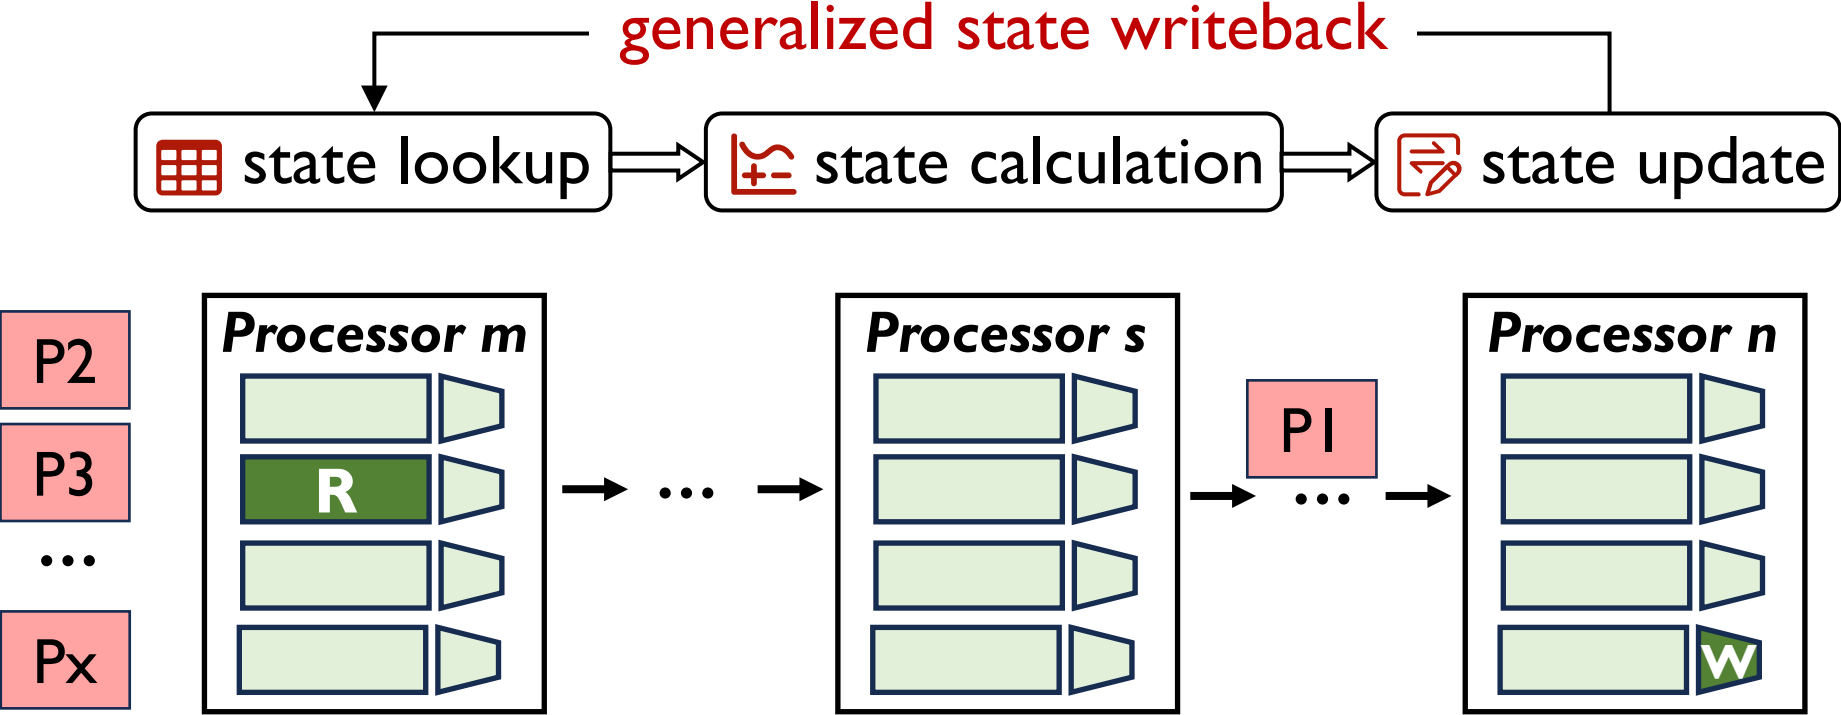 generalized state writeback
state lookup
state calculation
state update
Processor m
Processor s
Processor n
P2
P3
...
Px
R
...
P1
...
W